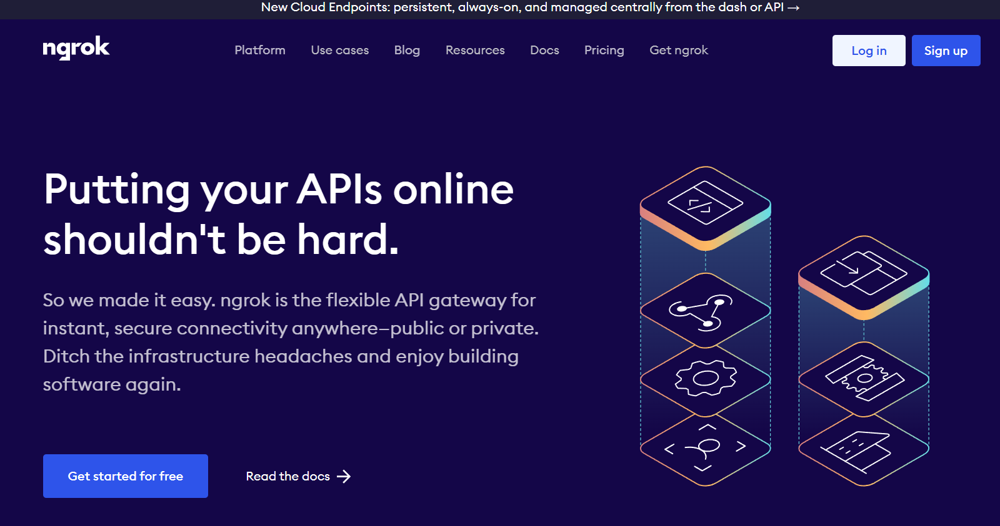 New Cloud Endpoints: persistent, always-on, and managed centrally from the dash or API →
ngrok
Platform Use cases Blog Resources Docs Pricing Get ngrok
Log in Sign up
Putting your APIs online
shouldn't be hard.
So we made it easy. ngrok is the flexible API gateway for
instant, secure connectivity anywhere—public or private.
Ditch the infrastructure headaches and enjoy building
software again.
Get started for free Read the docs →